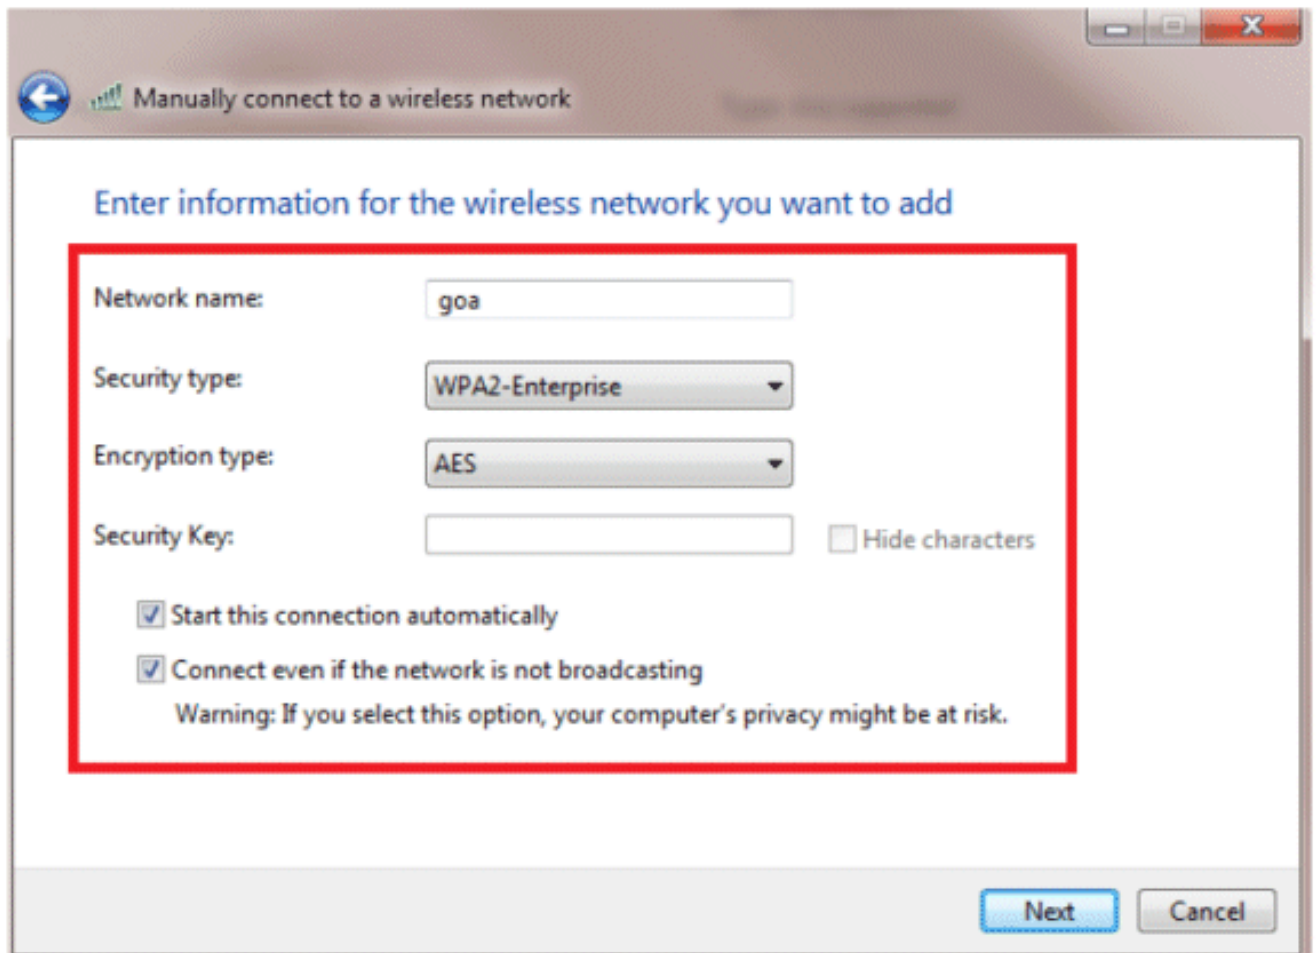 Manually connect to a wireless network
Enter information for the wireless network you want to add
Network name: goa
Security type: WPA2-Enterprise
Encryption type: AES
Security Key: Hide characters
Start this connection automatically
Connect even if the network is not broadcasting
Warning: If you select this option, your computer's privacy might be at risk.
Next Cancel